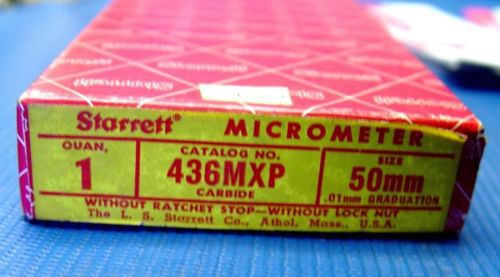 Starrett® MICROMETER
QUAN.
1
CATALOG NO.
436MXP
CARBIDE
SIZE
50mm
.01mm GRADUATION
WITHOUT RATCHET STOP—WITHOUT LOCK NUT
The L. S. Starrett Co., Athol, Mass., U.S.A.